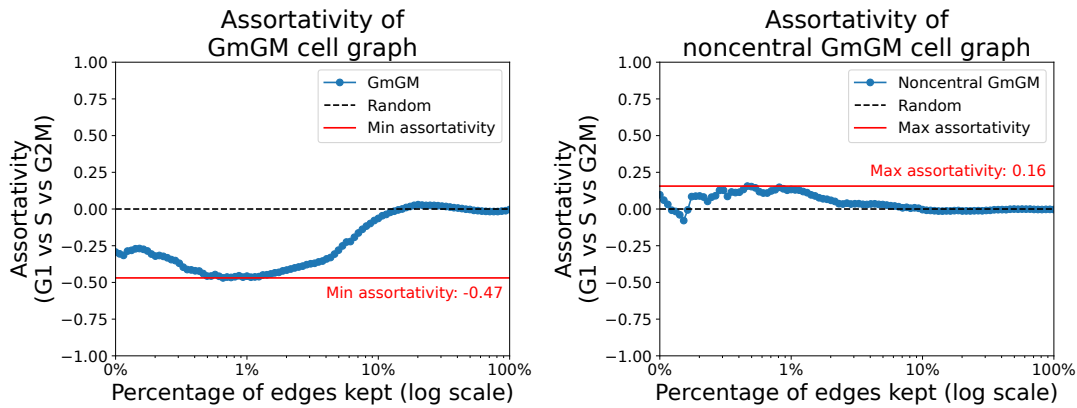 Assortativity of
GmGM cell graph
1.00
0.75
0.50
0.25
0.00
−0.25
−0.50
−0.75
−1.00
Assortativity
(G1 vs S vs G2M)
GmGM
Random
Min assortativity
Min assortativity: -0.47
0%
1%
10%
100%
Percentage of edges kept (log scale)
Assortativity of
noncentral GmGM cell graph
1.00
0.75
0.50
0.25
0.00
−0.25
−0.50
−0.75
−1.00
Assortativity
(G1 vs S vs G2M)
Noncentral GmGM
Random
Max assortativity
Max assortativity: 0.16
0%
1%
10%
100%
Percentage of edges kept (log scale)